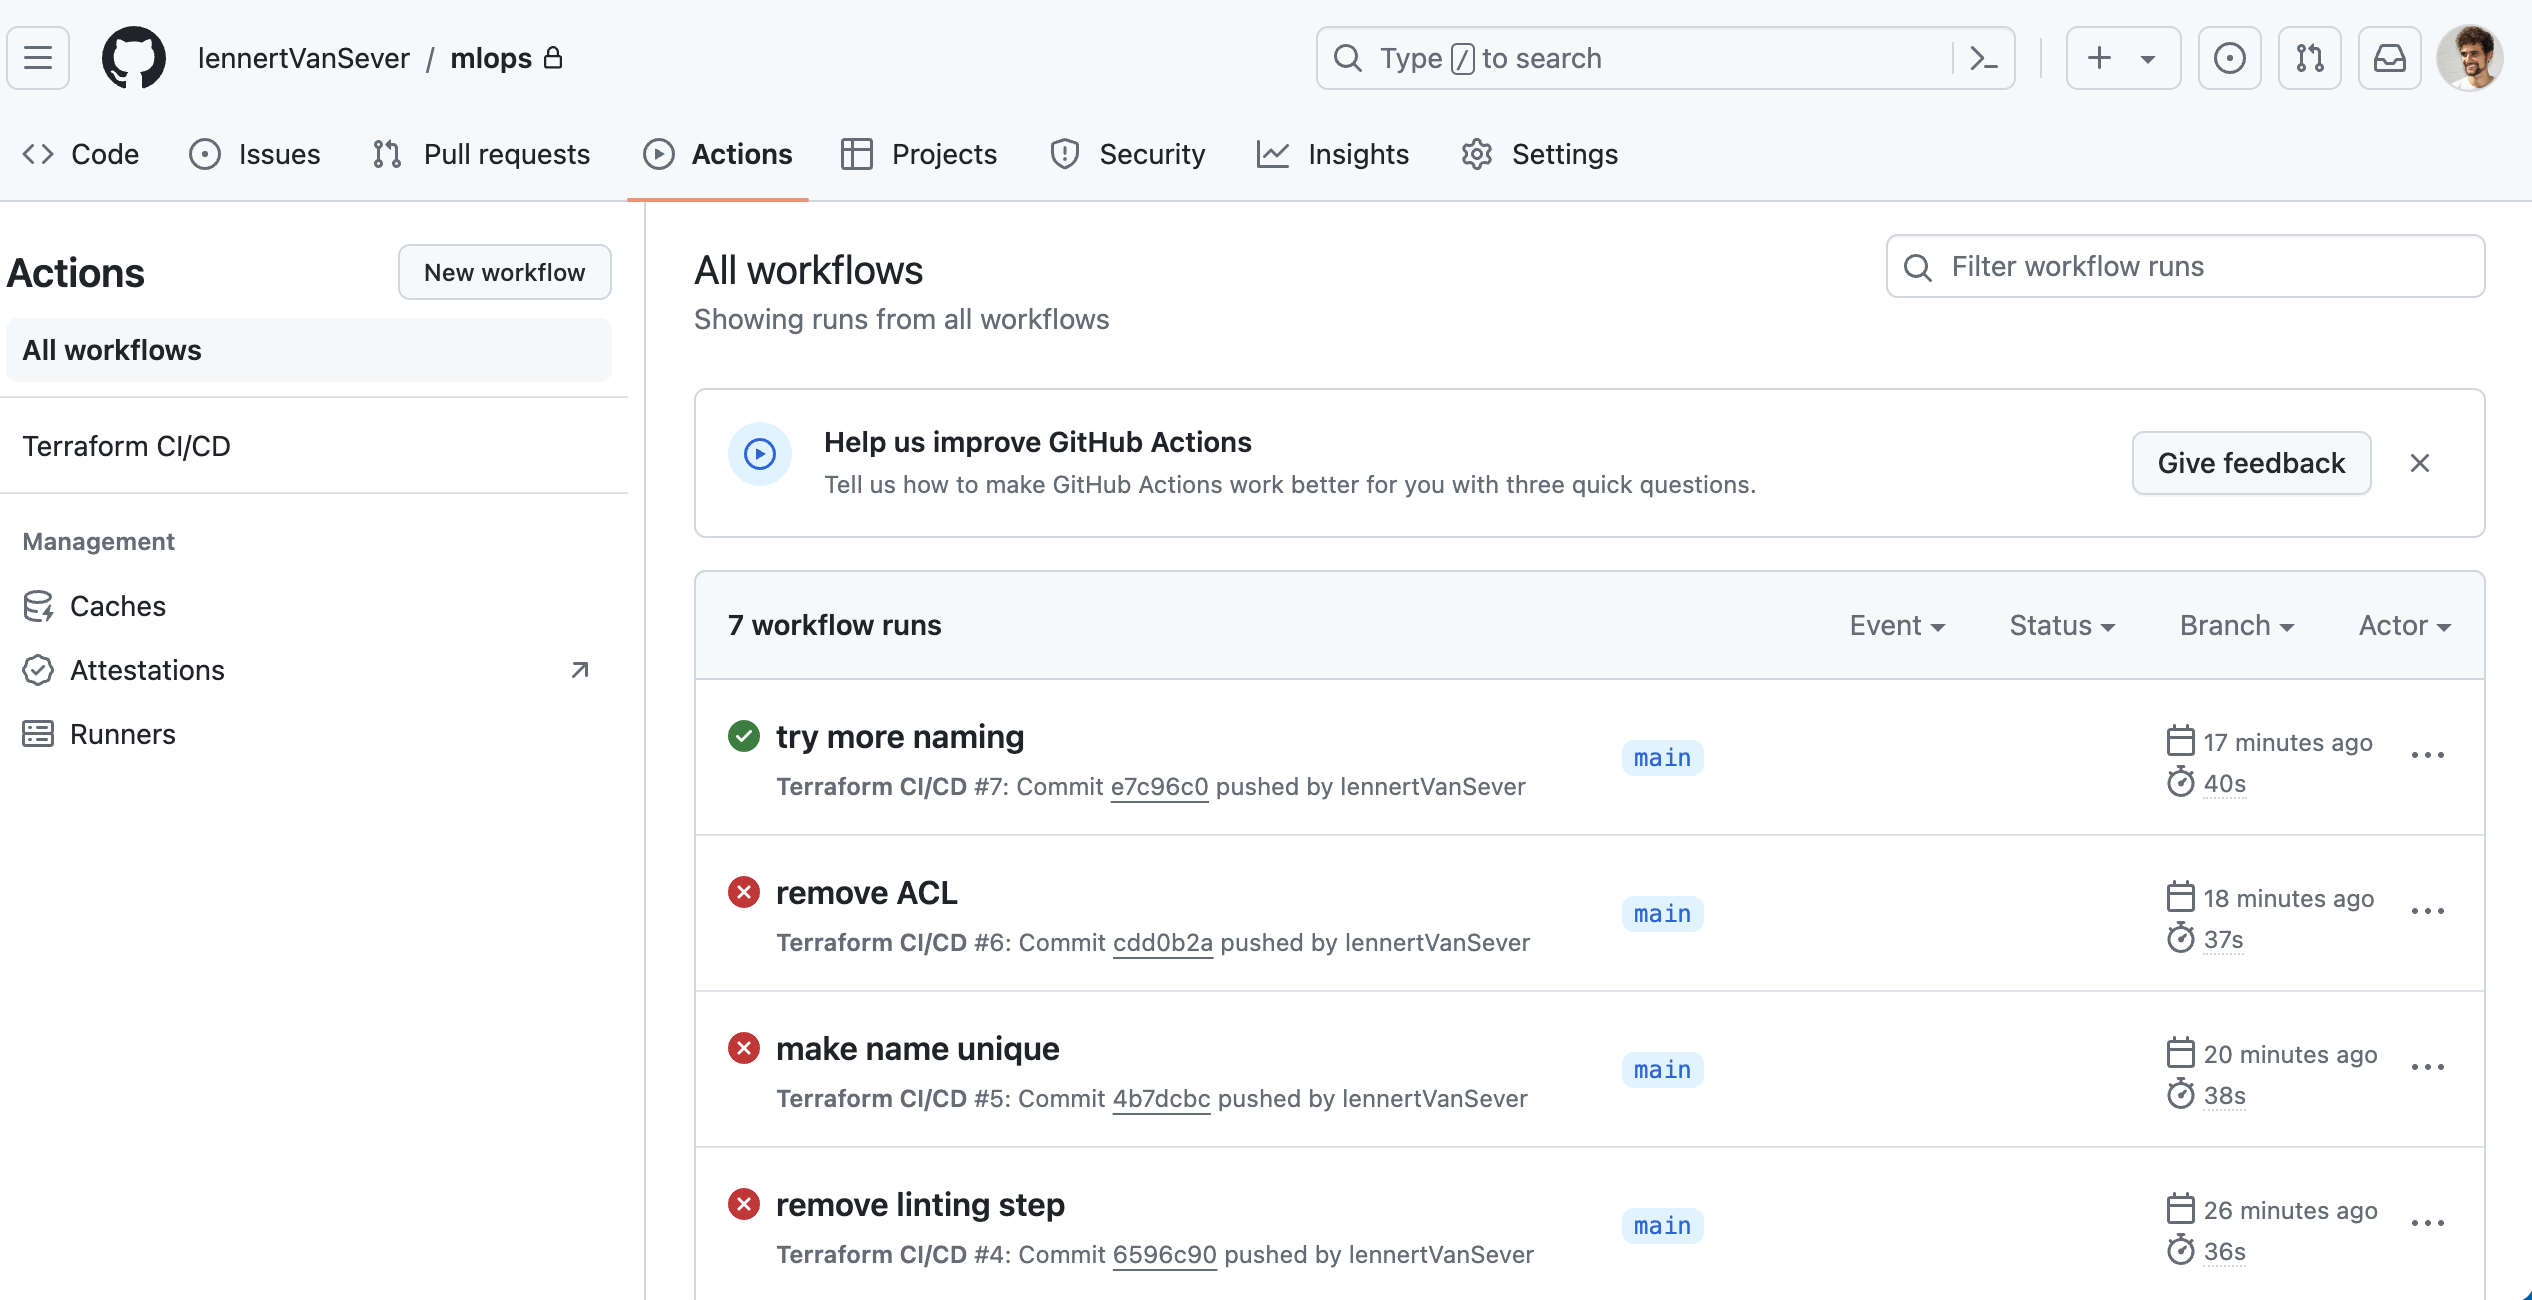 lennertVanSever / mlops
Type / to search
Code
Issues
Pull requests
Actions
Projects
Security
Insights
Settings
Actions
New workflow
All workflows
Terraform CI/CD
Management
Caches
Attestations
Runners
All workflows
Showing runs from all workflows
Filter workflow runs
Help us improve GitHub Actions
Tell us how to make GitHub Actions work better for you with three quick questions.
Give feedback
7 workflow runs
Event
Status
Branch
Actor
try more naming
Terraform CI/CD #7: Commit e7c96c0 pushed by lennertVanSever
main
17 minutes ago
40s
remove ACL
Terraform CI/CD #6: Commit cdd0b2a pushed by lennertVanSever
main
18 minutes ago
37s
make name unique
Terraform CI/CD #5: Commit 4b7dcbc pushed by lennertVanSever
main
20 minutes ago
38s
remove linting step
Terraform CI/CD #4: Commit 6596c90 pushed by lennertVanSever
main
26 minutes ago
36s